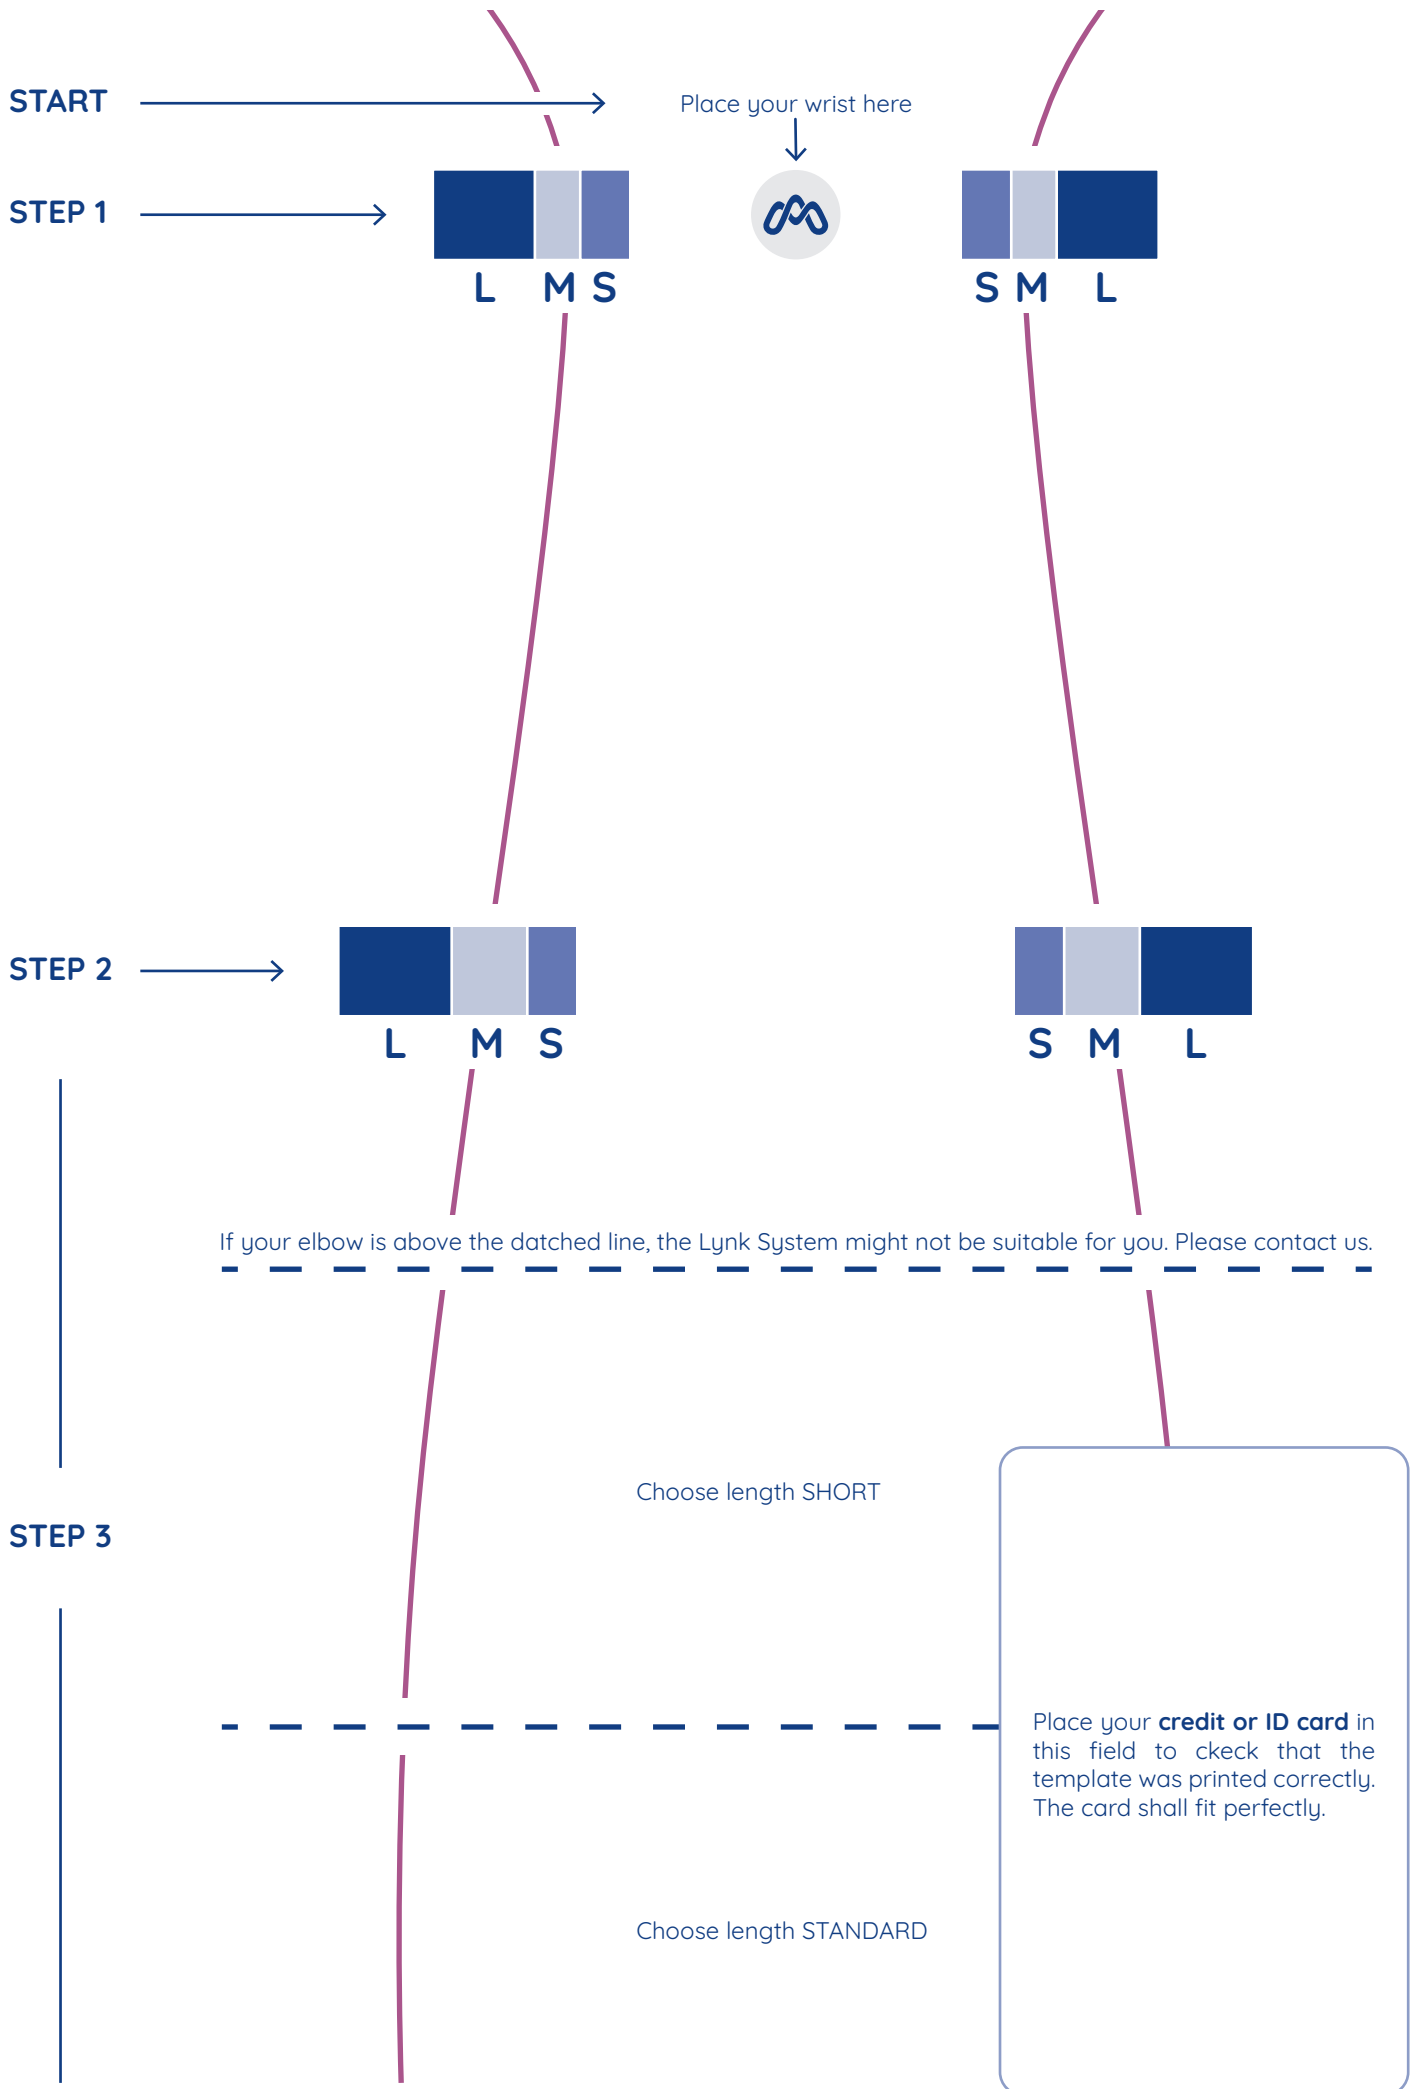 START
Place your wrist here
STEP 1
L M S
S M L
STEP 2
L M S
S M L
If your elbow is above the datched line, the Lynk System might not be suitable for you. Please contact us.
Choose length SHORT
STEP 3
Place your credit or ID card in
this field to ckeck that the
template was printed correctly.
The card shall fit perfectly.
Choose length STANDARD